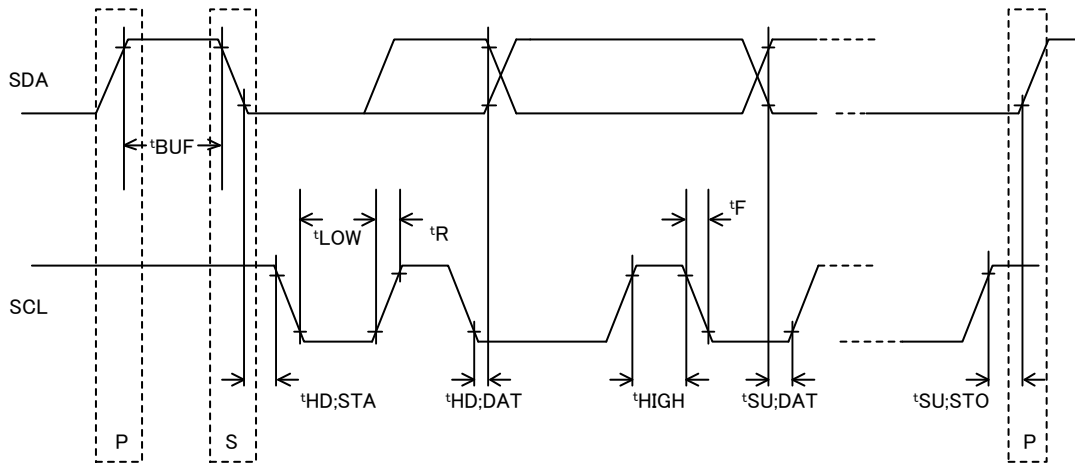 SDA
tBUF
tLOW
tR
tF
SCL
tHD;STA
tHD;DAT
tHIGH
tSU;DAT
tSU;STO
P
S
P